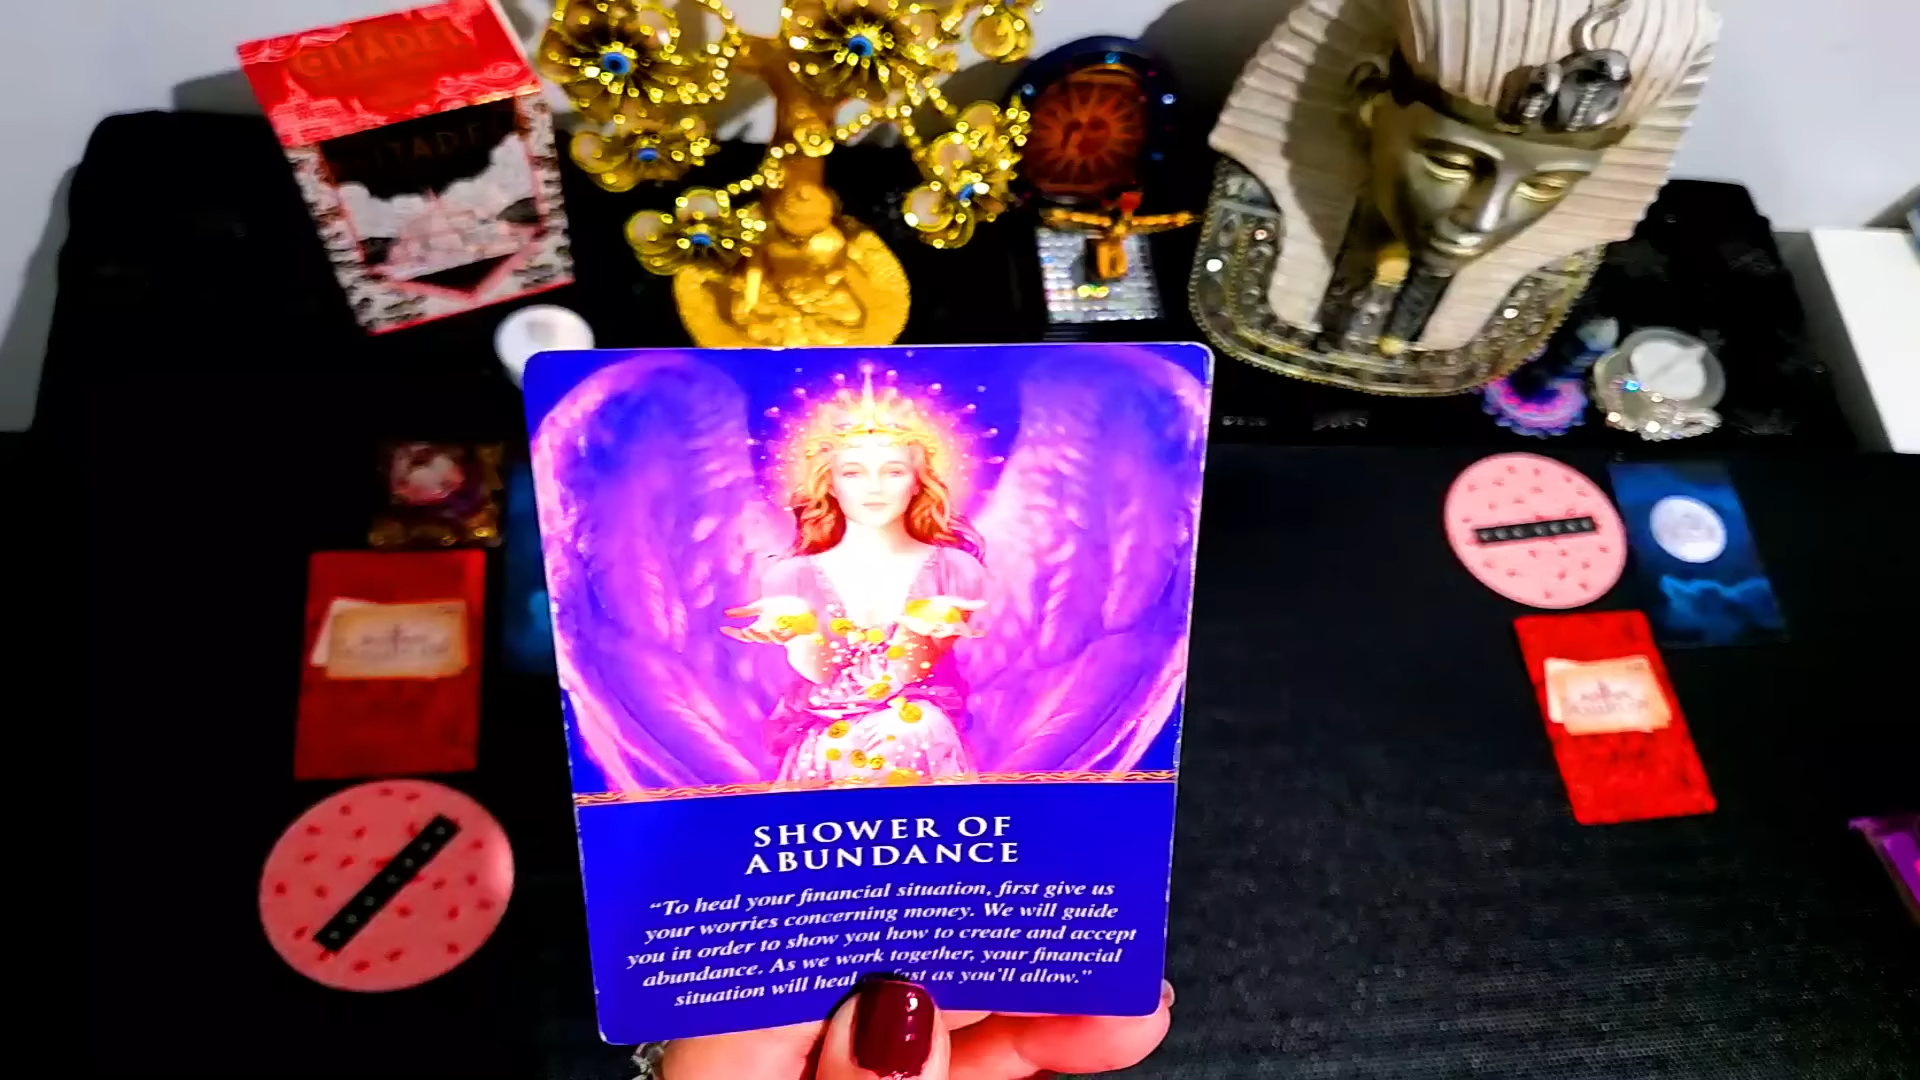 CITADEL
CITADEL
SHOWER OF
ABUNDANCE
“To heal your financial situation, first give us
your worries concerning money. We will guide
you in order to show you how to create and accept
abundance. As we work together, your financial
situation will heal fast as you'll allow.”